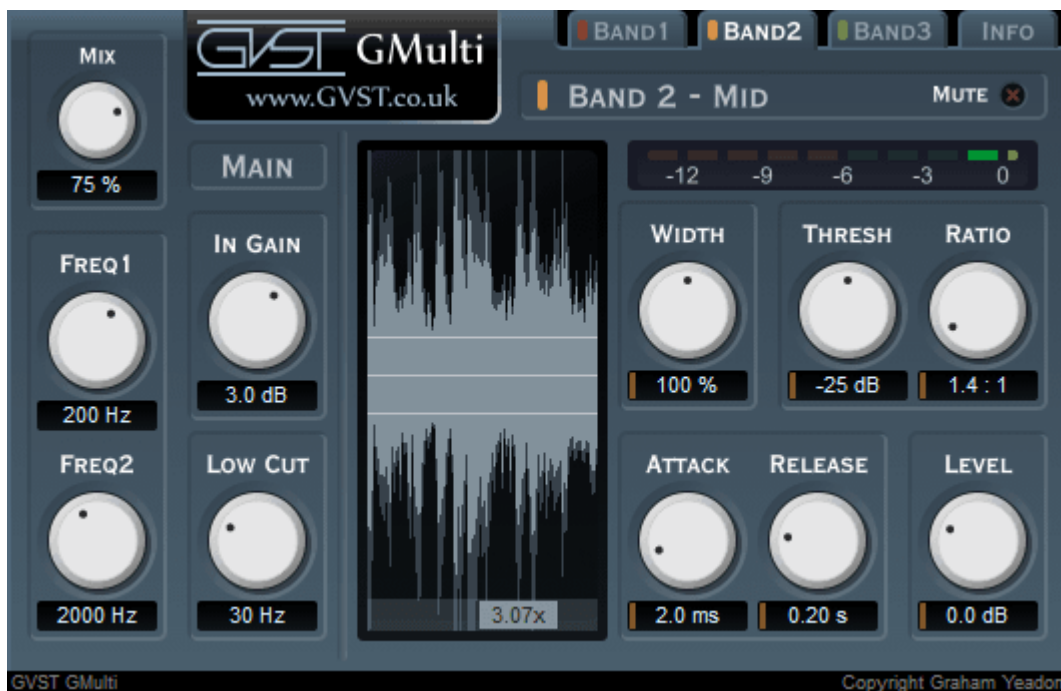 MIX
75 %
GVST GMulti
www.GVST.co.uk
BAND1
BAND2
BAND3
INFO
BAND 2 - MID
MUTE
MAIN
-12 -9 -6 -3 0
FREQ1
200 Hz
IN GAIN
3.0 dB
WIDTH
100 %
THRESH
-25 dB
RATIO
1.4 : 1
FREQ2
2000 Hz
LOW CUT
30 Hz
3.07x
ATTACK
2.0 ms
RELEASE
0.20 s
LEVEL
0.0 dB
GVST GMulti
Copyright Graham Yeadon